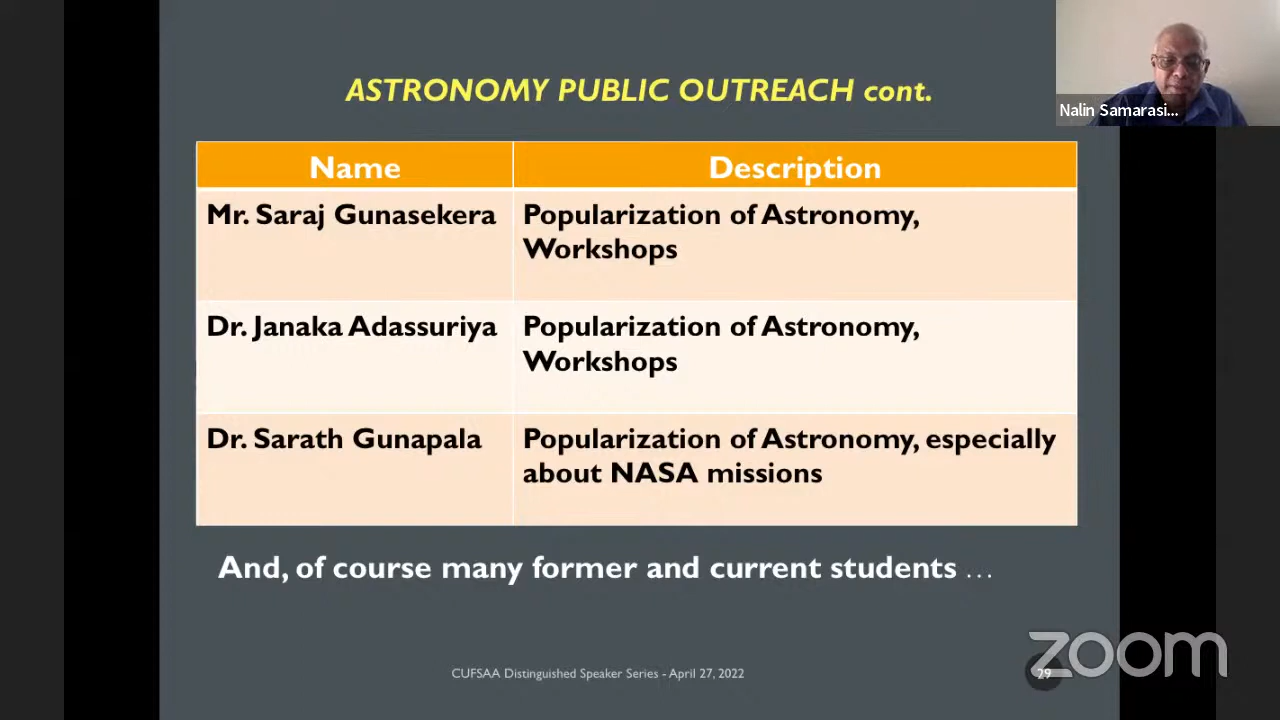 ASTRONOMY PUBLIC OUTREACH cont.
Nalin Samarasi...
Name
Description
Mr. Saraj Gunasekera
Popularization of Astronomy,
Workshops
Dr. Janaka Adassuriya
Popularization of Astronomy,
Workshops
Dr. Sarath Gunapala
Popularization of Astronomy, especially
about NASA missions
And, of course many former and current students ...
CUFSAA Distinguished Speaker Series - April 27, 2022
29
zoom